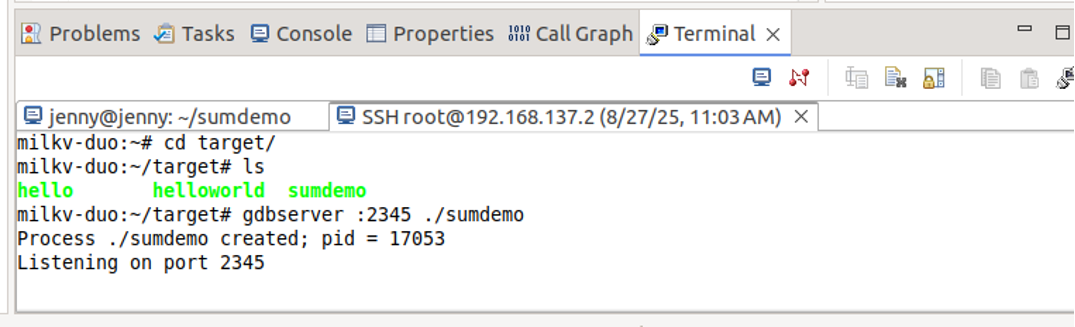 Problems Tasks Console Properties Call Graph Terminal
jenny@jenny: ~/sumdemo SSH root@192.168.137.2 (8/27/25, 11:03 AM)
milkv-duo:~# cd target/
milkv-duo:~/target# ls
hello helloworld sumdemo
milkv-duo:~/target# gdbserver :2345 ./sumdemo
Process ./sumdemo created; pid = 17053
Listening on port 2345